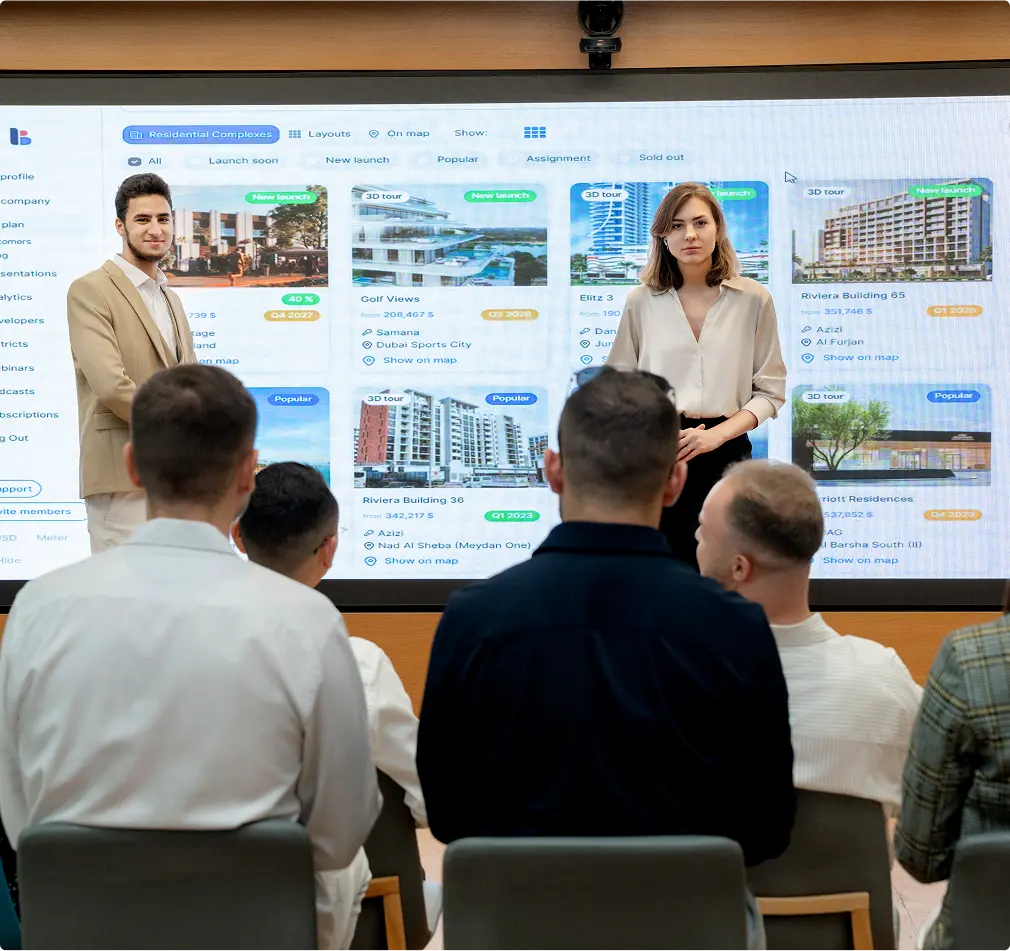 Residential Complexes
Layouts
On map
Show:
All
Launch soon
New launch
Popular
Assignment
Sold out
profile
company
plan
tomers
sentations
alytics
velopers
tricts
binars
dcasts
bscriptions
g Out
pport
vite members
USD
Meter
Hide
New launch
40 %
739 $
Q4 2027
tage
land
on map
3D tour
New launch
Golf Views
from 208,467 $
Q3 2026
Samana
Dubai Sports City
Show on map
3D tour
launch
Elitz 3
from 190
Dan
Jun
3D tour
New launch
Riviera Building 65
from 351,746 $
Q1 2025
Azizi
Al Furjan
Show on map
Popular
3D tour
Popular
Riviera Building 36
from 342,217 $
Q1 2023
Azizi
Nad Al Sheba (Meydan One)
Show on map
3D tour
Popular
rriott Residences
537,852 $
Q4 2023
IAG
Al Barsha South (II)
Show on map